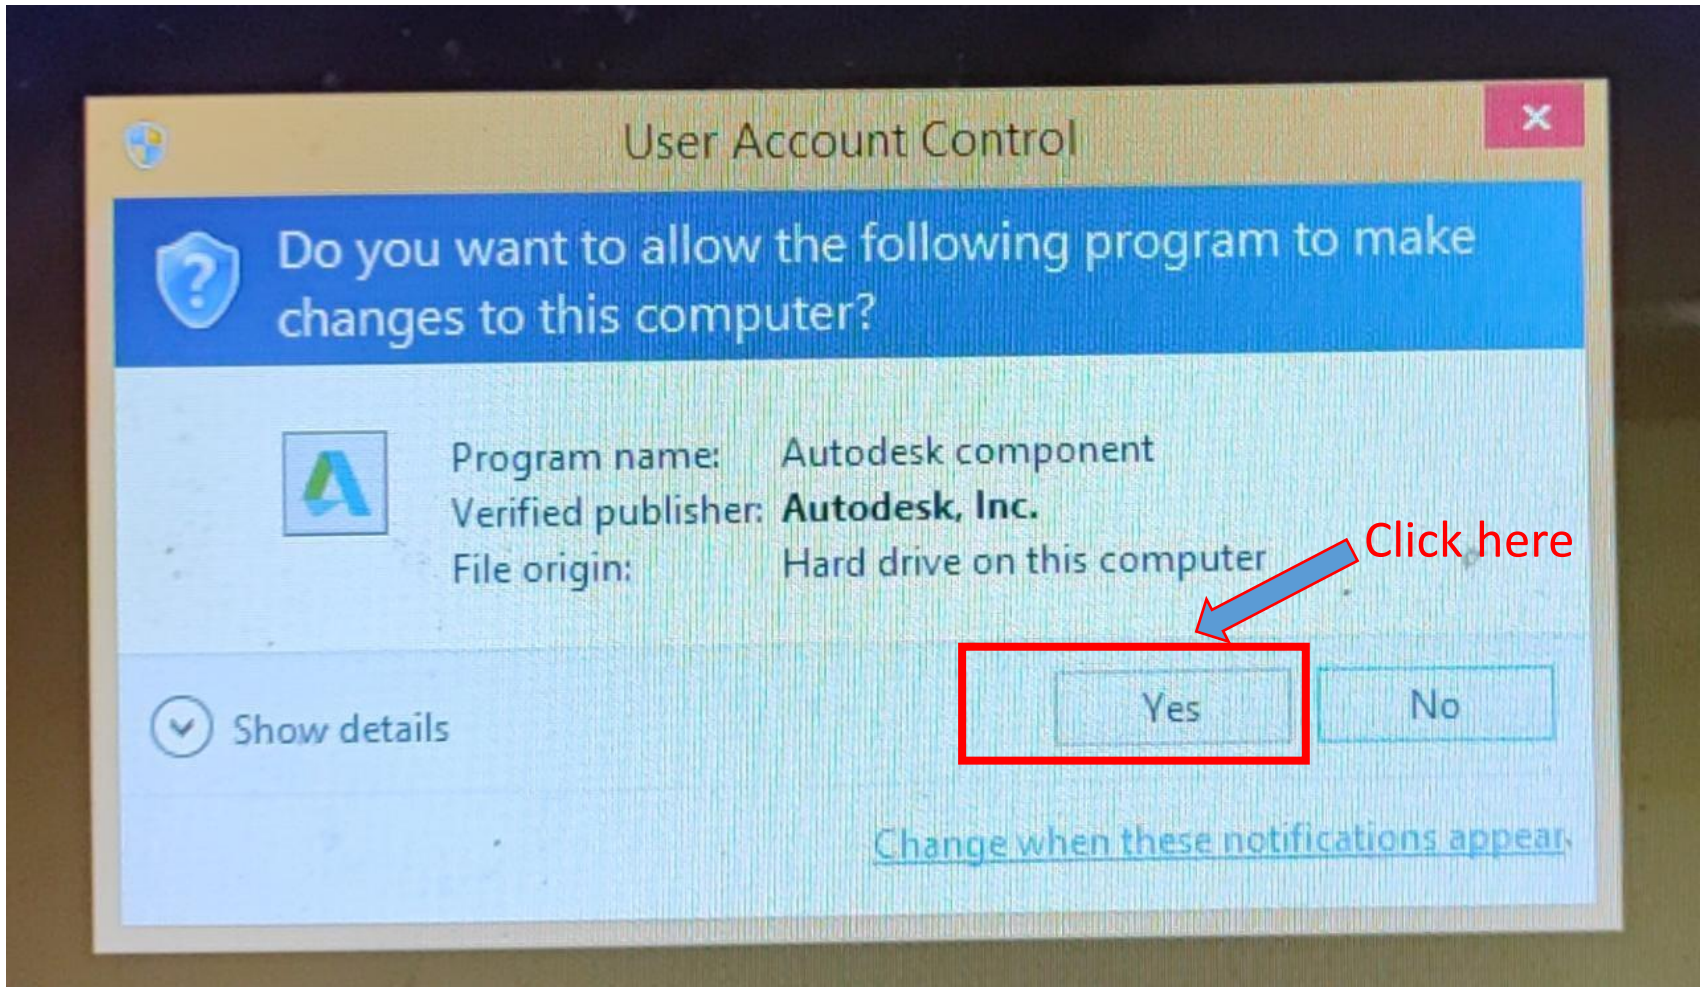 User Account Control
Do you want to allow the following program to make
changes to this computer?
Program name: Autodesk component
Verified publisher: Autodesk, Inc.
File origin: Hard drive on this computer
Click here
Yes No
Show details
Change when these notifications appear